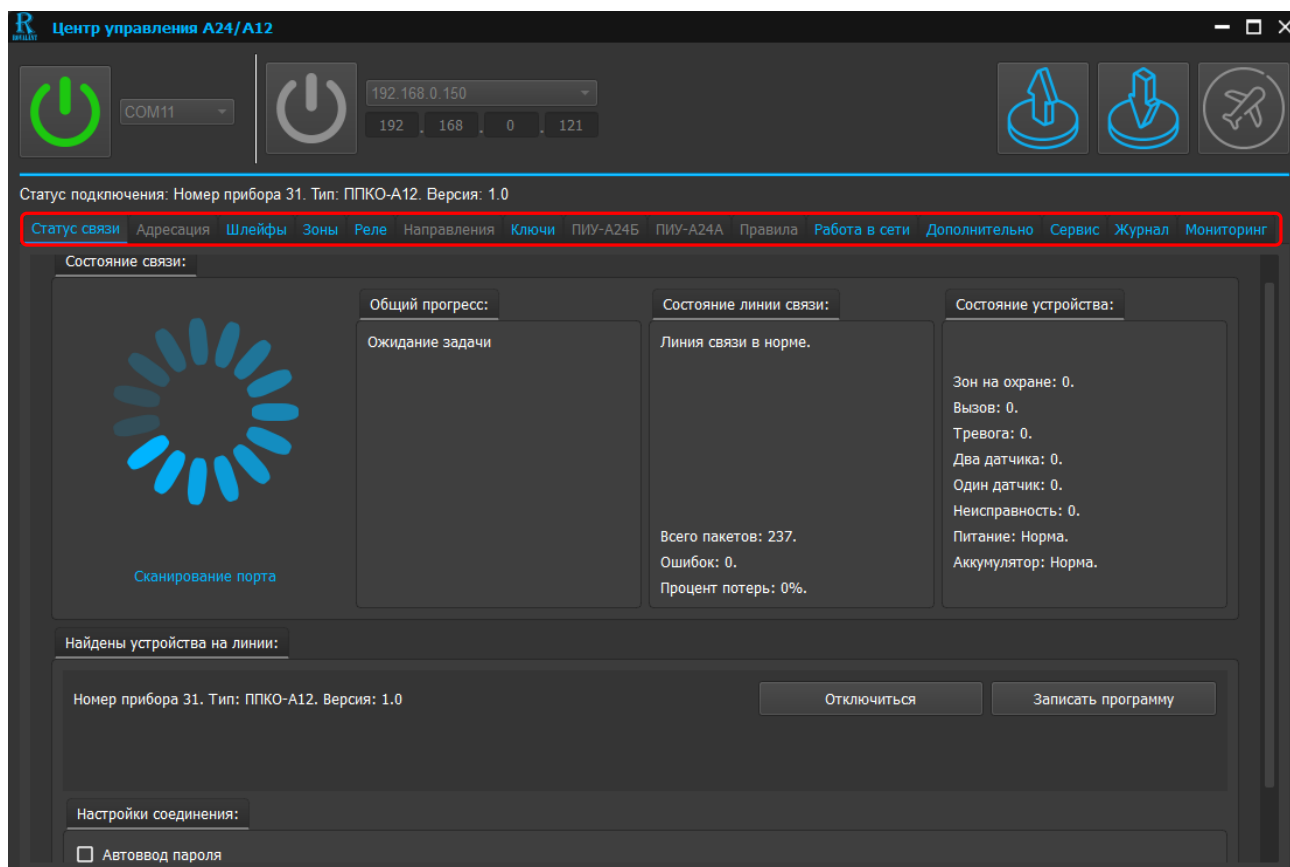 R
ROVALANT
Центр управления A24/A12
COM11
192.168.0.150
192 . 168 . 0 . 121
Статус подключения: Номер прибора 31. Тип: ППКО-А12. Версия: 1.0
Статус связи Адресация Шлейфы Зоны Реле Направления Ключи ПИУ-А24Б ПИУ-А24А Правила Работа в сети Дополнительно Сервис Журнал Мониторинг
Состояние связи:
Сканирование порта
Общий прогресс:
Ожидание задачи
Состояние линии связи:
Линия связи в норме.
Всего пакетов: 237.
Ошибок: 0.
Процент потерь: 0%.
Состояние устройства:
Зон на охране: 0.
Вызов: 0.
Тревога: 0.
Два датчика: 0.
Один датчик: 0.
Неисправность: 0.
Питание: Норма.
Аккумулятор: Норма.
Найдены устройства на линии:
Номер прибора 31. Тип: ППКО-А12. Версия: 1.0
Отключиться
Записать программу
Настройки соединения:
Автоввод пароля